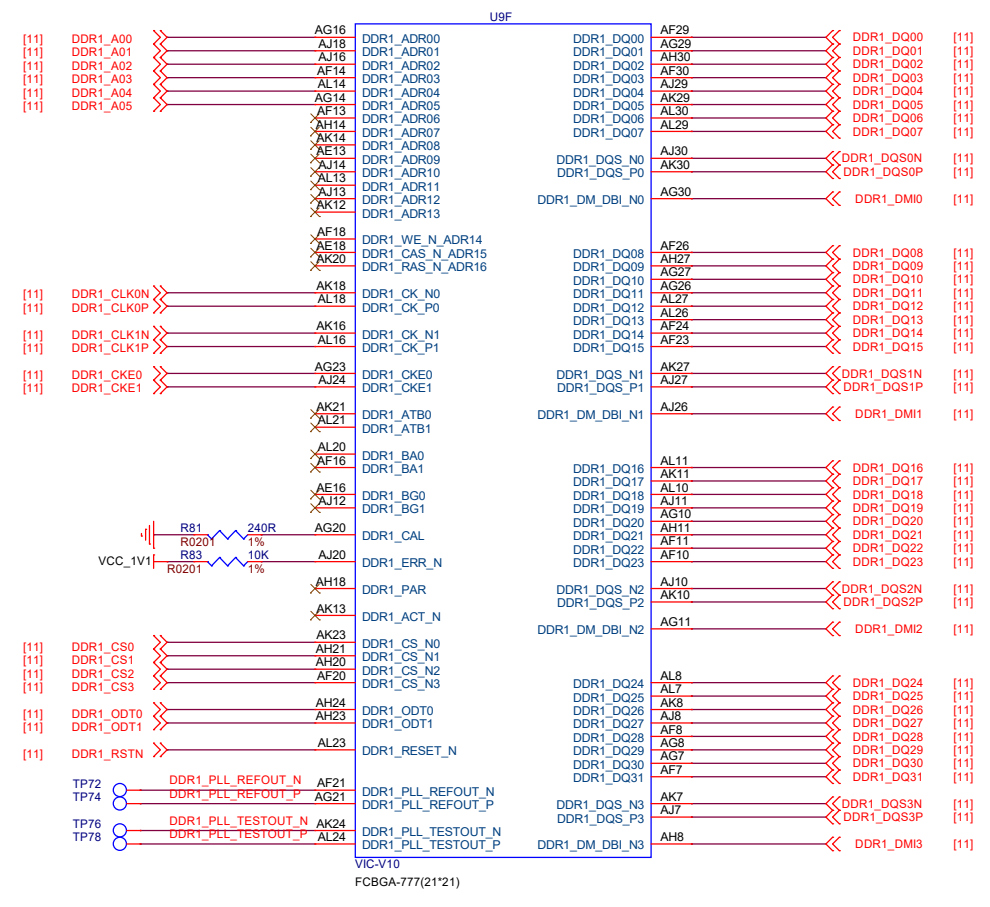 U9F
[11] DDR1_A00 AG16 DDR1_ADR00 DDR1_DQ00 AF29 DDR1_DQ00 [11]
[11] DDR1_A01 AJ18 DDR1_ADR01 DDR1_DQ01 AG29 DDR1_DQ01 [11]
[11] DDR1_A02 AJ16 DDR1_ADR02 DDR1_DQ02 AH30 DDR1_DQ02 [11]
[11] DDR1_A03 AF14 DDR1_ADR03 DDR1_DQ03 AF30 DDR1_DQ03 [11]
[11] DDR1_A04 AL14 DDR1_ADR04 DDR1_DQ04 AJ29 DDR1_DQ04 [11]
[11] DDR1_A05 AG14 DDR1_ADR05 DDR1_DQ05 AK29 DDR1_DQ05 [11]
AF13 DDR1_ADR06 DDR1_DQ06 AL30 DDR1_DQ06 [11]
AH14 DDR1_ADR07 DDR1_DQ07 AL29 DDR1_DQ07 [11]
AK14 DDR1_ADR08
AE13 DDR1_ADR09 DDR1_DQS_N0 AJ30 DDR1_DQS0N [11]
AJ14 DDR1_ADR10 DDR1_DQS_P0 AK30 DDR1_DQS0P [11]
AL13 DDR1_ADR11
AJ13 DDR1_ADR12 DDR1_DM_DBI_N0 AG30 DDR1_DMI0 [11]
AK12 DDR1_ADR13
AF18 DDR1_WE_N_ADR14
AE18 DDR1_CAS_N_ADR15 DDR1_DQ08 AF26 DDR1_DQ08 [11]
AK20 DDR1_RAS_N_ADR16 DDR1_DQ09 AH27 DDR1_DQ09 [11]
DDR1_DQ10 AG27 DDR1_DQ10 [11]
[11] DDR1_CLK0N AK18 DDR1_CK_N0 DDR1_DQ11 AG26 DDR1_DQ11 [11]
[11] DDR1_CLK0P AL18 DDR1_CK_P0 DDR1_DQ12 AL27 DDR1_DQ12 [11]
DDR1_DQ13 AL26 DDR1_DQ13 [11]
[11] DDR1_CLK1N AK16 DDR1_CK_N1 DDR1_DQ14 AF24 DDR1_DQ14 [11]
[11] DDR1_CLK1P AL16 DDR1_CK_P1 DDR1_DQ15 AF23 DDR1_DQ15 [11]
[11] DDR1_CKE0 AG23 DDR1_CKE0 DDR1_DQS_N1 AK27 DDR1_DQS1N [11]
[11] DDR1_CKE1 AJ24 DDR1_CKE1 DDR1_DQS_P1 AJ27 DDR1_DQS1P [11]
AK21 DDR1_ATB0 DDR1_DM_DBI_N1 AJ26 DDR1_DMI1 [11]
AL21 DDR1_ATB1
AL20 DDR1_BA0
AF16 DDR1_BA1 DDR1_DQ16 AL11 DDR1_DQ16 [11]
DDR1_DQ17 AK11 DDR1_DQ17 [11]
AE16 DDR1_BG0 DDR1_DQ18 AL10 DDR1_DQ18 [11]
AJ12 DDR1_BG1 DDR1_DQ19 AJ11 DDR1_DQ19 [11]
DDR1_DQ20 AG10 DDR1_DQ20 [11]
R81 240R AG20 DDR1_CAL DDR1_DQ21 AH11 DDR1_DQ21 [11]
R0201 1% DDR1_DQ22 AF11 DDR1_DQ22 [11]
VCC_1V1 R83 10K AJ20 DDR1_ERR_N DDR1_DQ23 AF10 DDR1_DQ23 [11]
R0201 1%
AH18 DDR1_PAR DDR1_DQS_N2 AJ10 DDR1_DQS2N [11]
DDR1_DQS_P2 AK10 DDR1_DQS2P [11]
AK13 DDR1_ACT_N
DDR1_DM_DBI_N2 AG11 DDR1_DMI2 [11]
[11] DDR1_CS0 AK23 DDR1_CS_N0
[11] DDR1_CS1 AH21 DDR1_CS_N1
[11] DDR1_CS2 AH20 DDR1_CS_N2
[11] DDR1_CS3 AF20 DDR1_CS_N3 DDR1_DQ24 AL8 DDR1_DQ24 [11]
DDR1_DQ25 AL7 DDR1_DQ25 [11]
[11] DDR1_ODT0 AH24 DDR1_ODT0 DDR1_DQ26 AK8 DDR1_DQ26 [11]
[11] DDR1_ODT1 AH23 DDR1_ODT1 DDR1_DQ27 AJ8 DDR1_DQ27 [11]
DDR1_DQ28 AF8 DDR1_DQ28 [11]
[11] DDR1_RSTN AL23 DDR1_RESET_N DDR1_DQ29 AG8 DDR1_DQ29 [11]
DDR1_DQ30 AG7 DDR1_DQ30 [11]
DDR1_DQ31 AF7 DDR1_DQ31 [11]
TP72 DDR1_PLL_REFOUT_N AF21 DDR1_PLL_REFOUT_N
TP74 DDR1_PLL_REFOUT_P AG21 DDR1_PLL_REFOUT_P DDR1_DQS_N3 AK7 DDR1_DQS3N [11]
DDR1_DQS_P3 AJ7 DDR1_DQS3P [11]
TP76 DDR1_PLL_TESTOUT_N AK24 DDR1_PLL_TESTOUT_N
TP78 DDR1_PLL_TESTOUT_P AL24 DDR1_PLL_TESTOUT_P DDR1_DM_DBI_N3 AH8 DDR1_DMI3 [11]
VIC-V10
FCBGA-777(21*21)